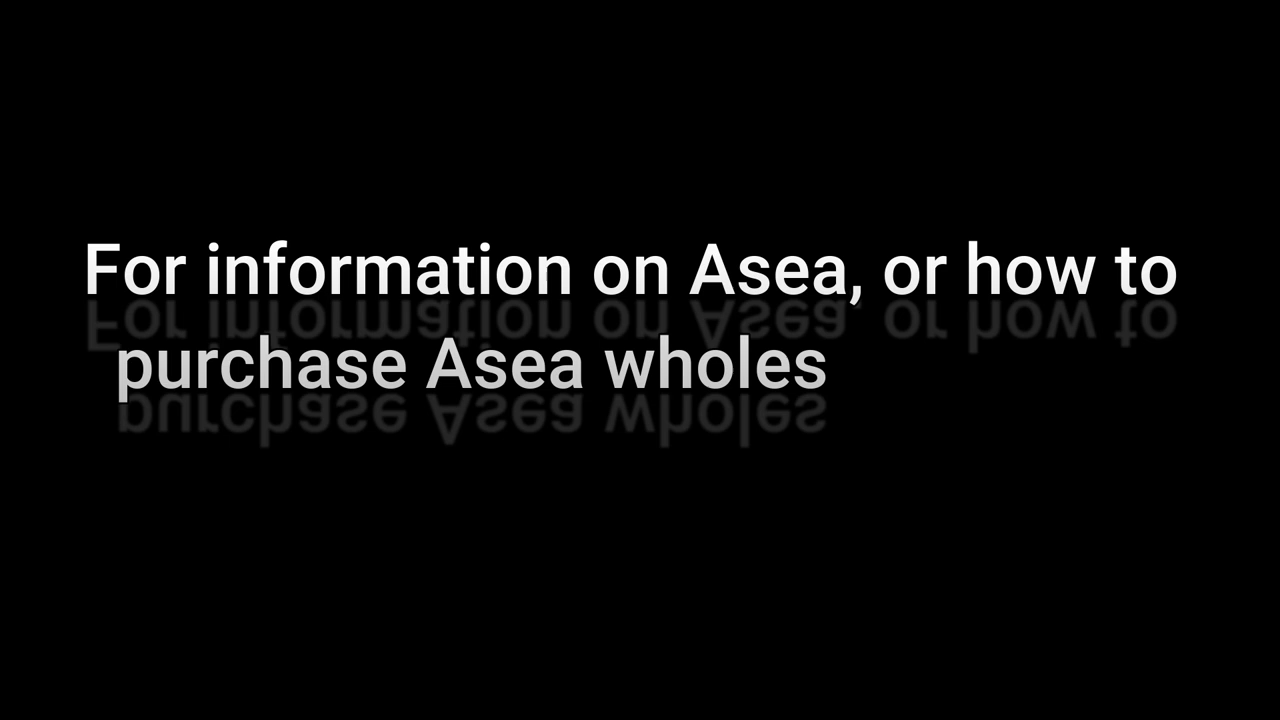 For information on Asea, or how to
purchase Asea wholes